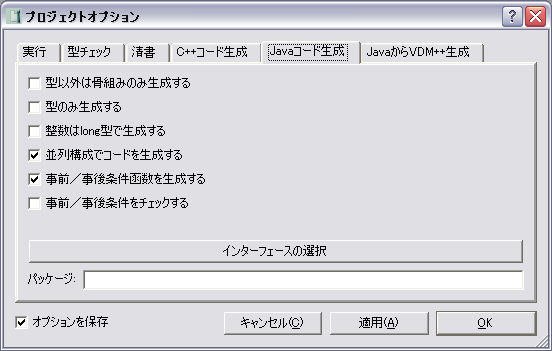 プロジェクトオプション
実行 型チェック 清書 C++コード生成 Javaコード生成 JavaからVDM++生成
型以外は骨組みのみ生成する
型のみ生成する
整数はlong型で生成する
並列構成でコードを生成する
事前／事後条件函数を生成する
事前／事後条件をチェックする
インターフェースの選択
パッケージ:
オプションを保存 キャンセル(C) 適用(A) OK